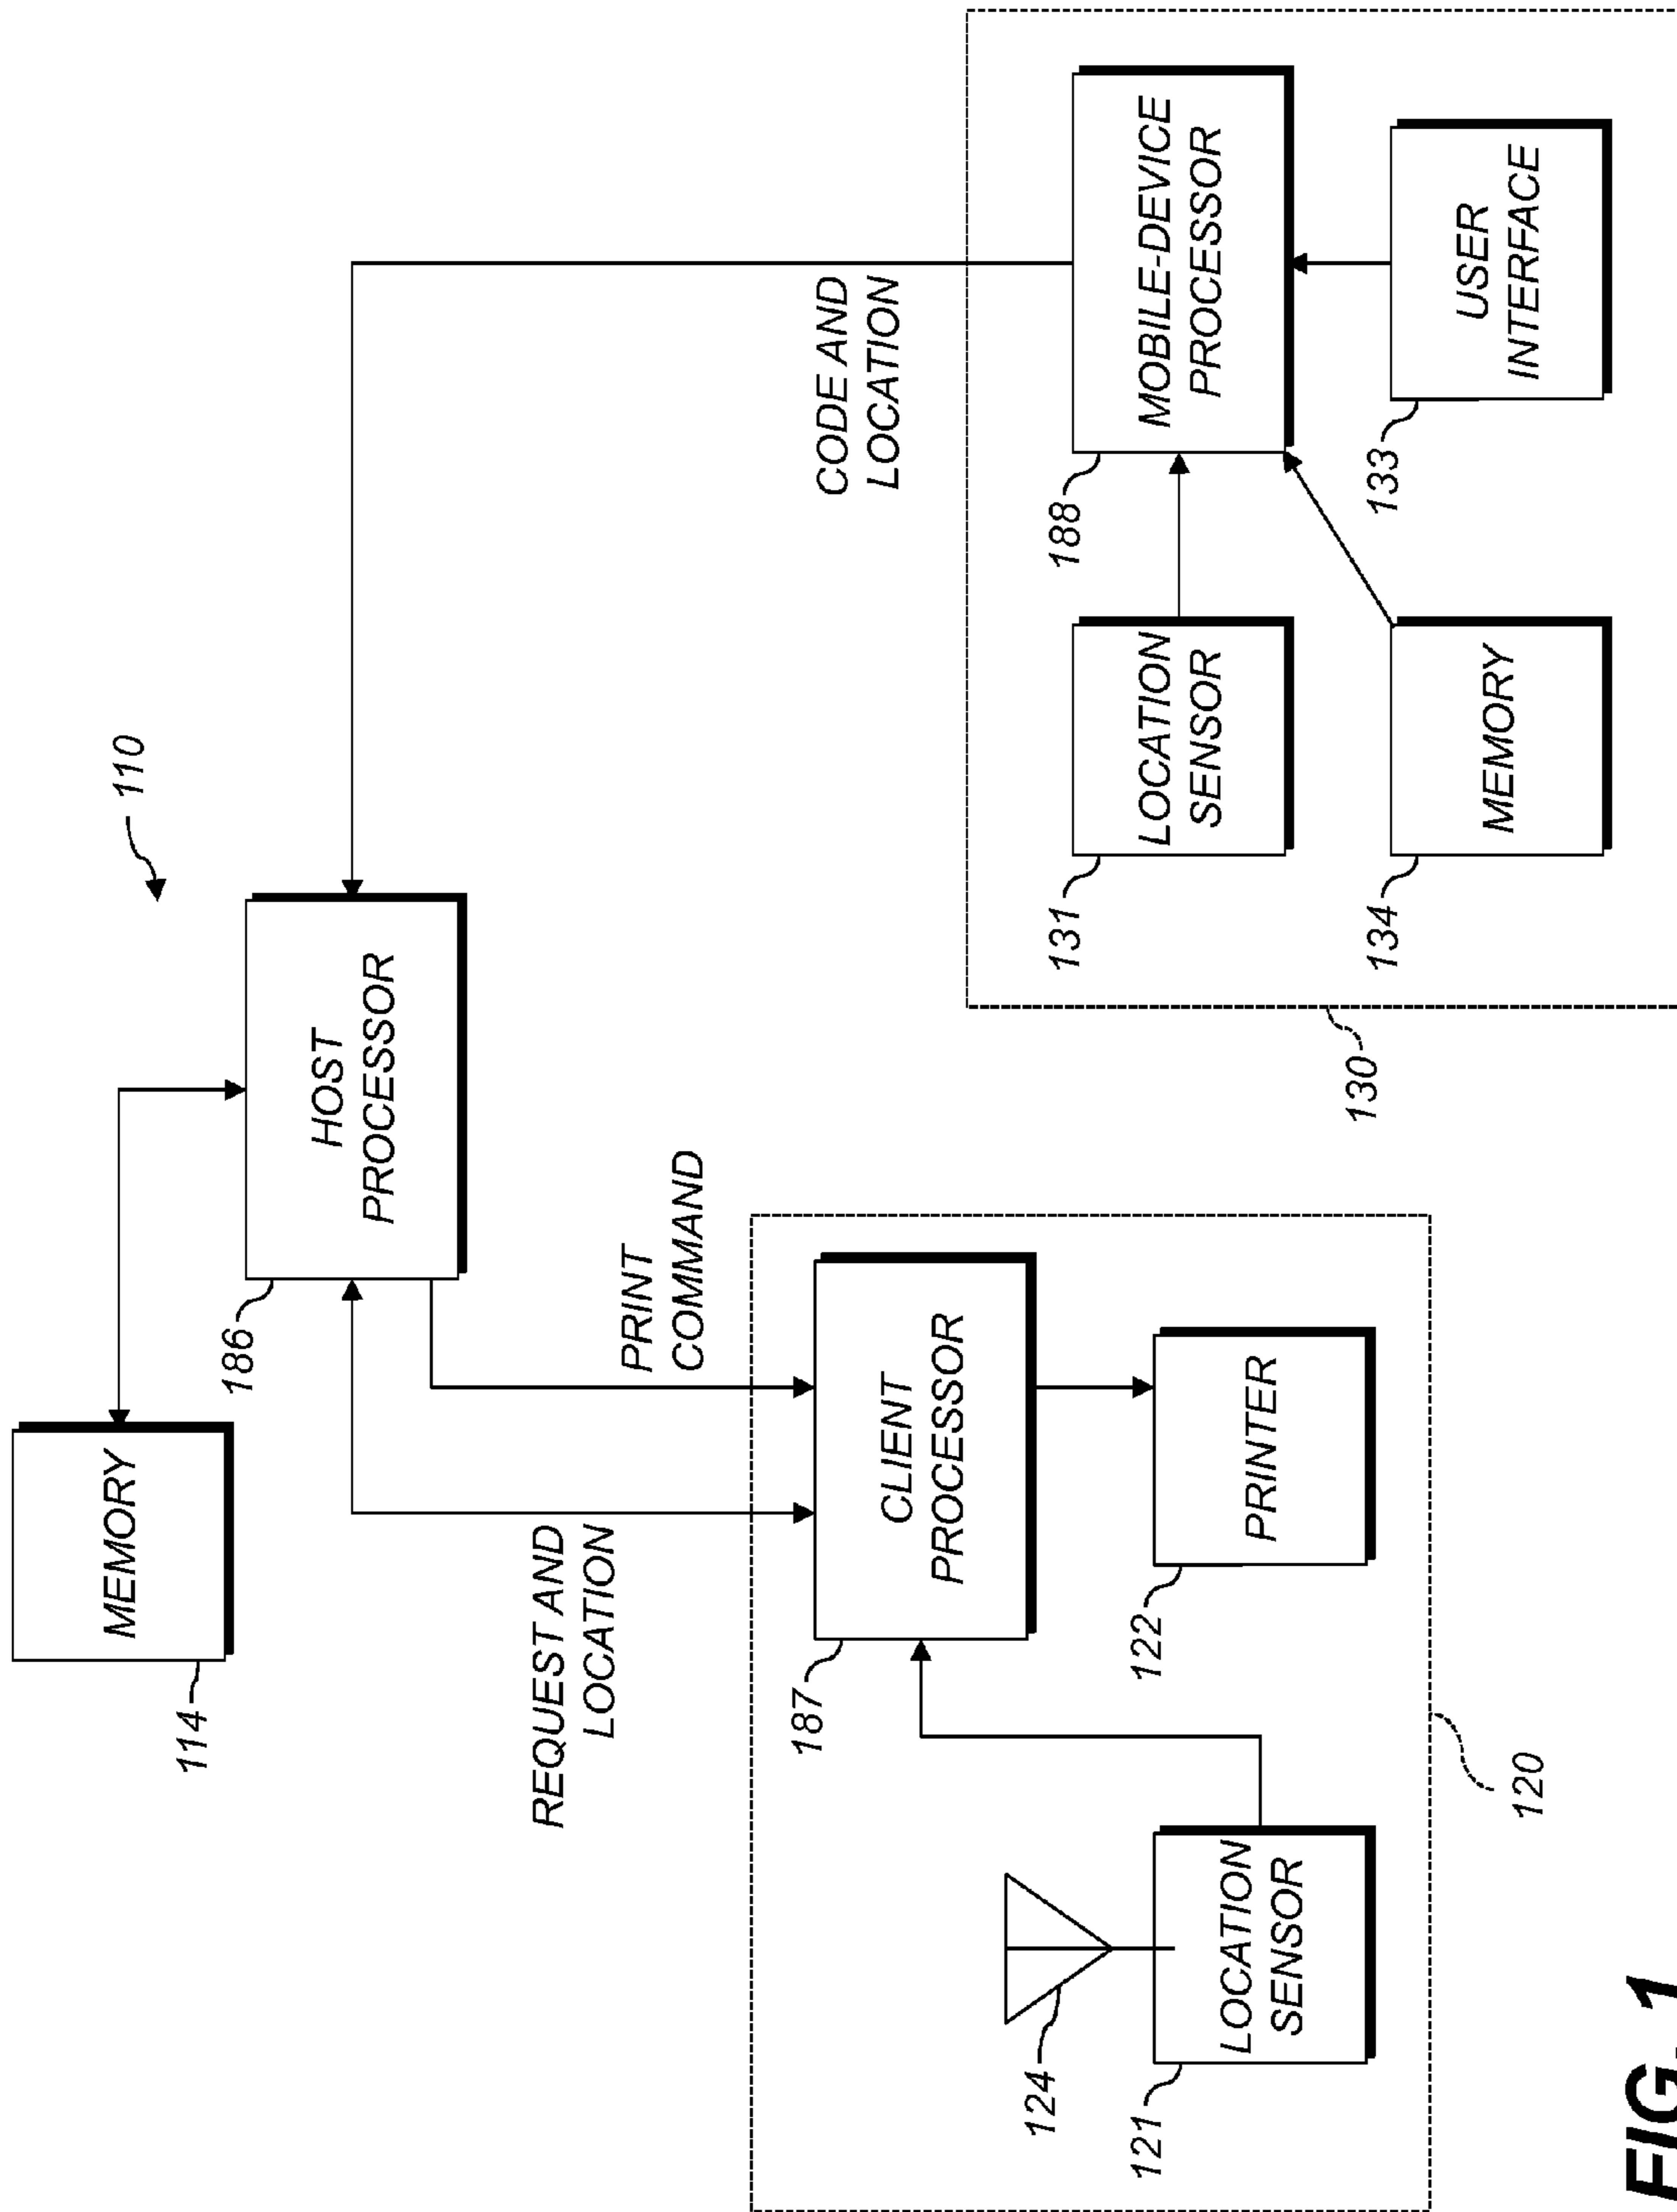 110
MEMORY
114
HOST
PROCESSOR
186
REQUEST AND
LOCATION
PRINT
COMMAND
CODE AND
LOCATION
CLIENT
PROCESSOR
187
124
LOCATION
SENSOR
121
PRINTER
122
120
LOCATION
SENSOR
131
MOBILE-DEVICE
PROCESSOR
188
MEMORY
134
USER
INTERFACE
133
130
FIG. 1